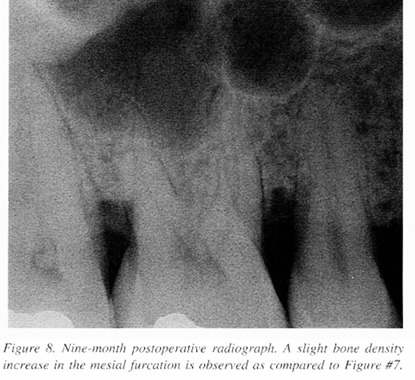 Figure 8. Nine-month postoperative radiograph. A slight bone density
increase in the mesial furcation is observed as compared to Figure #7.